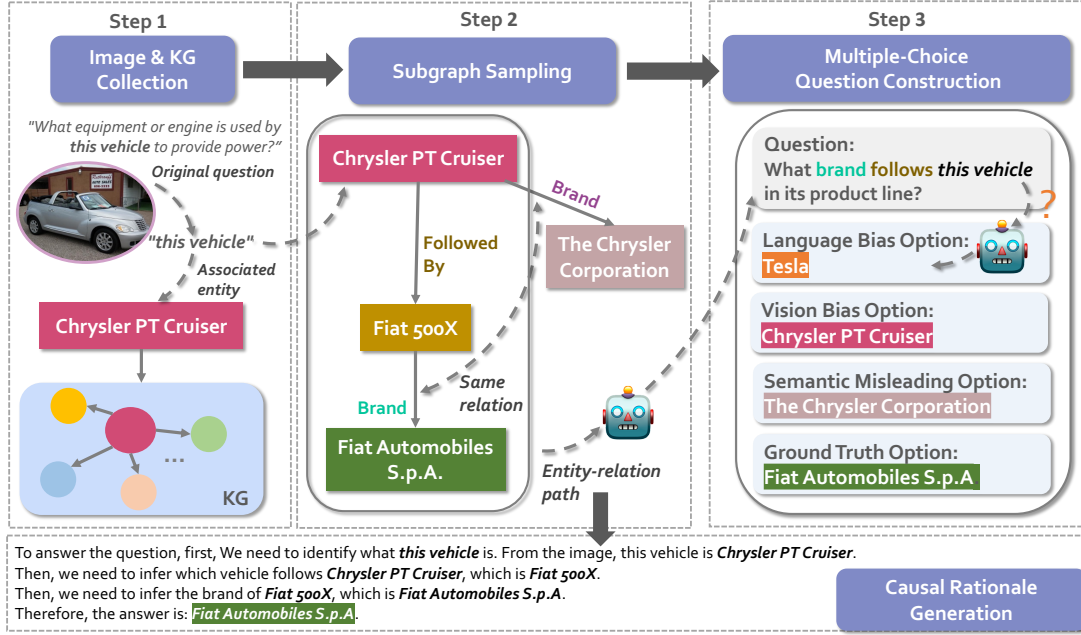 Step 1
Image & KG
Collection
"What equipment or engine is used by
this vehicle to provide power?"
Original question
"this vehicle"
Associated
entity
Chrysler PT Cruiser
...
KG
Step 2
Subgraph Sampling
Chrysler PT Cruiser
Brand
Followed
By
The Chrysler
Corporation
Fiat 500X
Same
relation
Brand
Fiat Automobiles
S.p.A.
Entity-relation
path
Step 3
Multiple-Choice
Question Construction
Question:
What brand follows this vehicle
in its product line?
?
Language Bias Option:
Tesla
Vision Bias Option:
Chrysler PT Cruiser
Semantic Misleading Option:
The Chrysler Corporation
Ground Truth Option:
Fiat Automobiles S.p.A
To answer the question, first, We need to identify what this vehicle is. From the image, this vehicle is Chrysler PT Cruiser.
Then, we need to infer which vehicle follows Chrysler PT Cruiser, which is Fiat 500X.
Then, we need to infer the brand of Fiat 500X, which is Fiat Automobiles S.p.A.
Therefore, the answer is: Fiat Automobiles S.p.A.
Causal Rationale
Generation